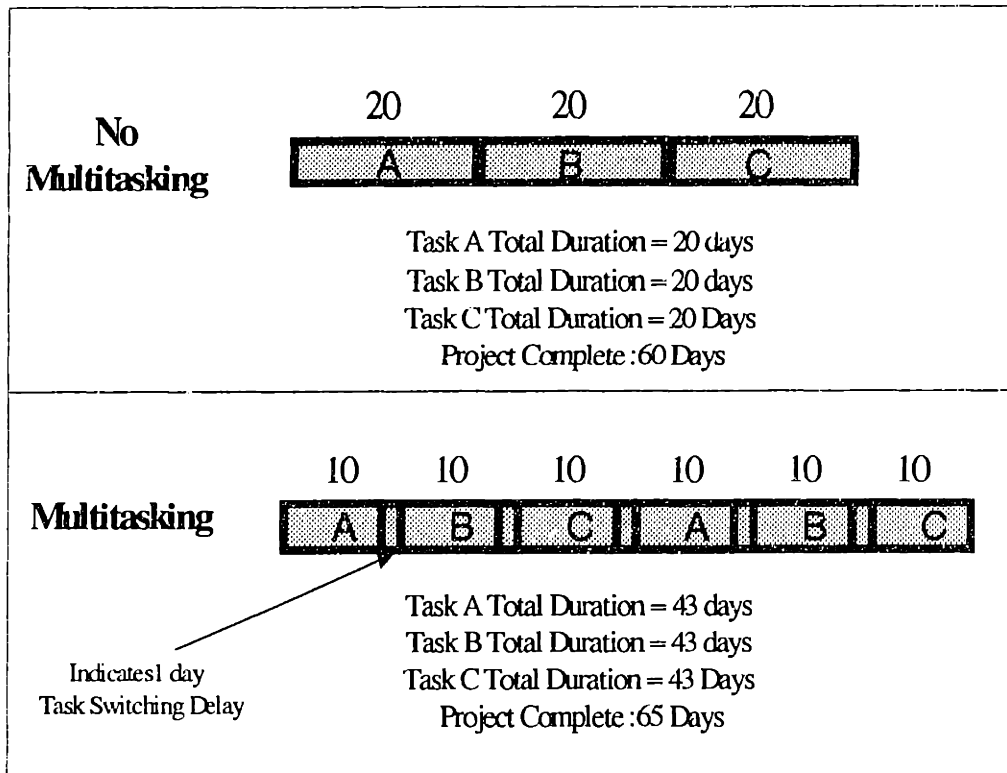 20 20 20
No
Multitasking
A B C
Task A Total Duration = 20 days
Task B Total Duration = 20 days
Task C Total Duration = 20 Days
Project Complete :60 Days
10 10 10 10 10 10
Multitasking
A B C A B C
Task A Total Duration = 43 days
Task B Total Duration = 43 days
Task C Total Duration = 43 Days
Project Complete :65 Days
Indicates1 day
Task Switching Delay